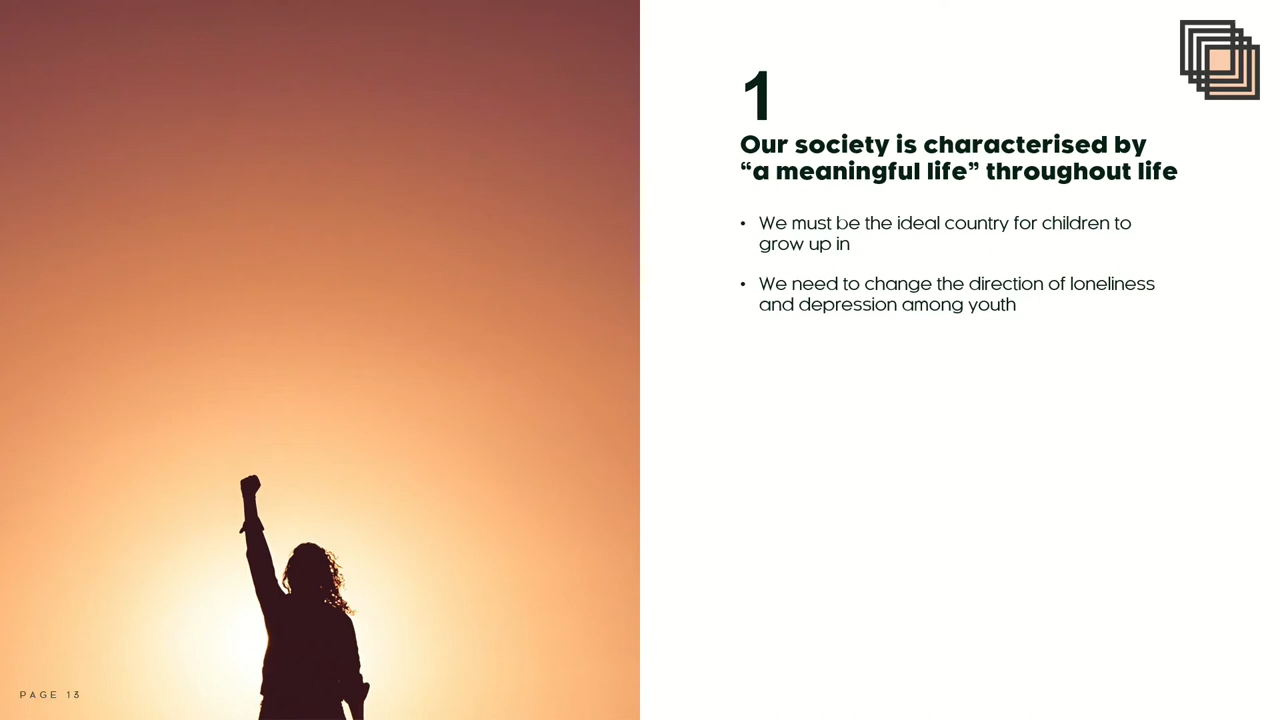 1
Our society is characterised by
“a meaningful life” throughout life
• We must be the ideal country for children to
grow up in
• We need to change the direction of loneliness
and depression among youth
PAGE 13